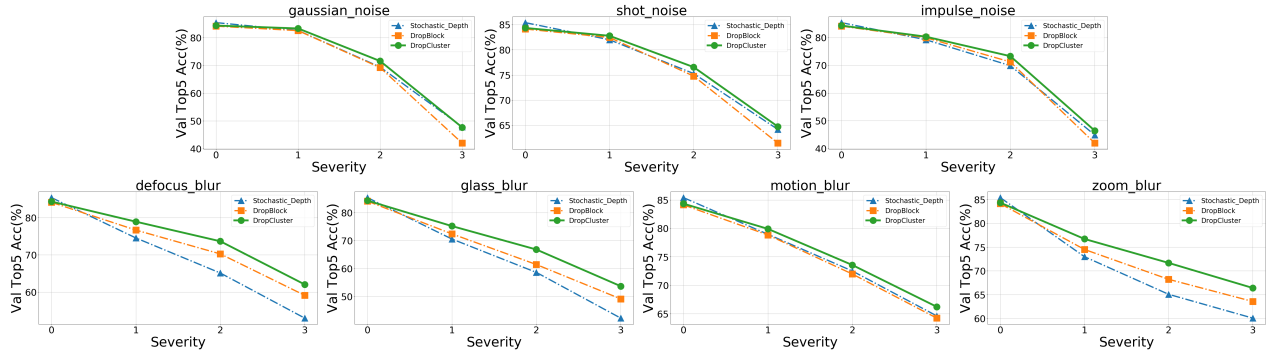 gaussian_noise
Val Top5 Acc(%)
80
70
60
50
40
0 1 2 3
Severity
Stochastic_Depth
DropBlock
DropCluster
shot_noise
Val Top5 Acc(%)
85
80
75
70
65
0 1 2 3
Severity
Stochastic_Depth
DropBlock
DropCluster
impulse_noise
Val Top5 Acc(%)
80
70
60
50
40
0 1 2 3
Severity
Stochastic_Depth
DropBlock
DropCluster
defocus_blur
Val Top5 Acc(%)
80
70
60
0 1 2 3
Severity
Stochastic_Depth
DropBlock
DropCluster
glass_blur
Val Top5 Acc(%)
80
70
60
50
0 1 2 3
Severity
Stochastic_Depth
DropBlock
DropCluster
motion_blur
Val Top5 Acc(%)
85
80
75
70
65
0 1 2 3
Severity
Stochastic_Depth
DropBlock
DropCluster
zoom_blur
Val Top5 Acc(%)
85
80
75
70
65
60
0 1 2 3
Severity
Stochastic_Depth
DropBlock
DropCluster